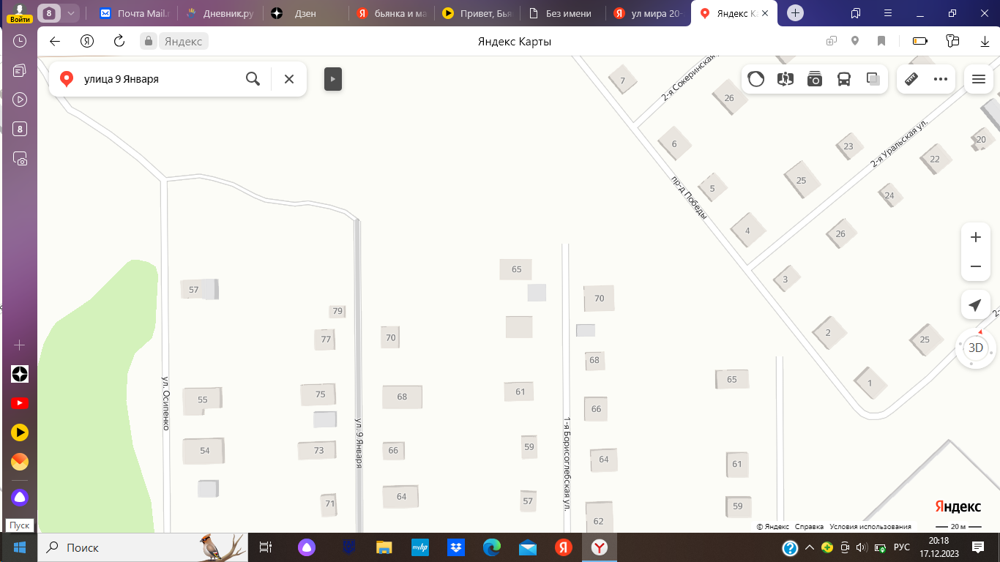 Войти
8
Почта Mail.r
Дневник.ру
Дзен
бьянка и ма
Привет, Бья
Без имени
ул мира 20-
Яндекс Ка
Яндекс
Яндекс Карты
улица 9 Января
8
7
2-я Сокеринская
26
6
23
2-я Уральская ул.
20
22
25
5
пр-д Победы
24
4
26
3
65
57
70
79
77
70
2
25
3D
68
65
1
ул. Осипенко
55
75
68
61
66
ул. 9 Января
1-я Борисоглебская ул.
54
73
66
59
64
61
71
64
57
62
59
Яндекс
© Яндекс Справка Условия использования
20 м
Пуск
Поиск
my hp
РУС
20:18
17.12.2023